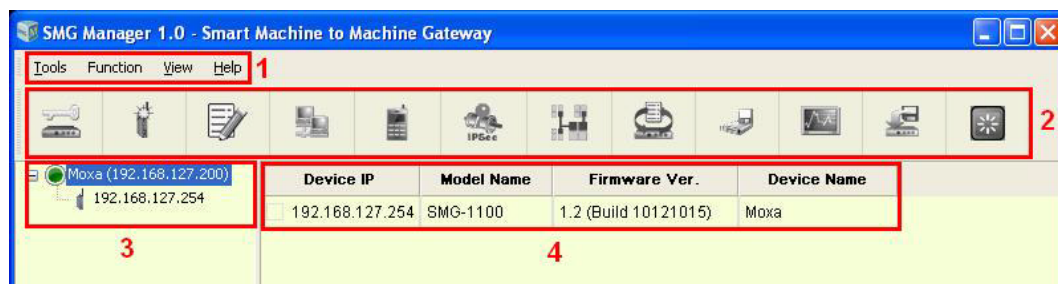 SMG Manager 1.0 - Smart Machine to Machine Gateway
Tools Function View Help 1
IPSec
2
Moxa (192.168.127.200)
192.168.127.254
3
Device IP Model Name Firmware Ver. Device Name
192.168.127.254 SMG-1100 1.2 (Build 10121015) Moxa
4